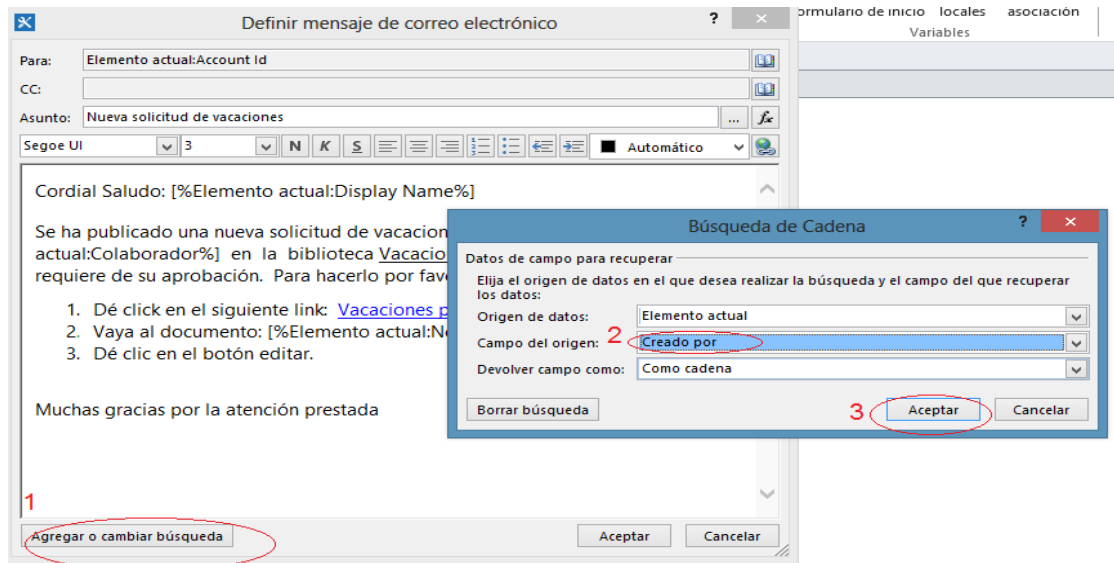 Definir mensaje de correo electrónico ? ×
ormulario de inicio locales asociación
Variables
Para: Elemento actual:Account Id
CC:
Asunto: Nueva solicitud de vacaciones ... fx
Segoe UI 3 N K S Automático
Cordial Saludo: [%Elemento actual:Display Name%]
Se ha publicado una nueva solicitud de vacacion
actual:Colaborador%] en la biblioteca Vacacio
requiere de su aprobación. Para hacerlo por favo
1. Dé click en el siguiente link: Vacaciones p
2. Vaya al documento: [%Elemento actual:No
3. Dé clic en el botón editar.
Muchas gracias por la atención prestada
1
Agregar o cambiar búsqueda Aceptar Cancelar
Búsqueda de Cadena ? ×
Datos de campo para recuperar
Elija el origen de datos en el que desea realizar la búsqueda y el campo del que recuperar
los datos:
Origen de datos: Elemento actual
Campo del origen: 2 Creado por
Devolver campo como: Como cadena
Borrar búsqueda 3 Aceptar Cancelar